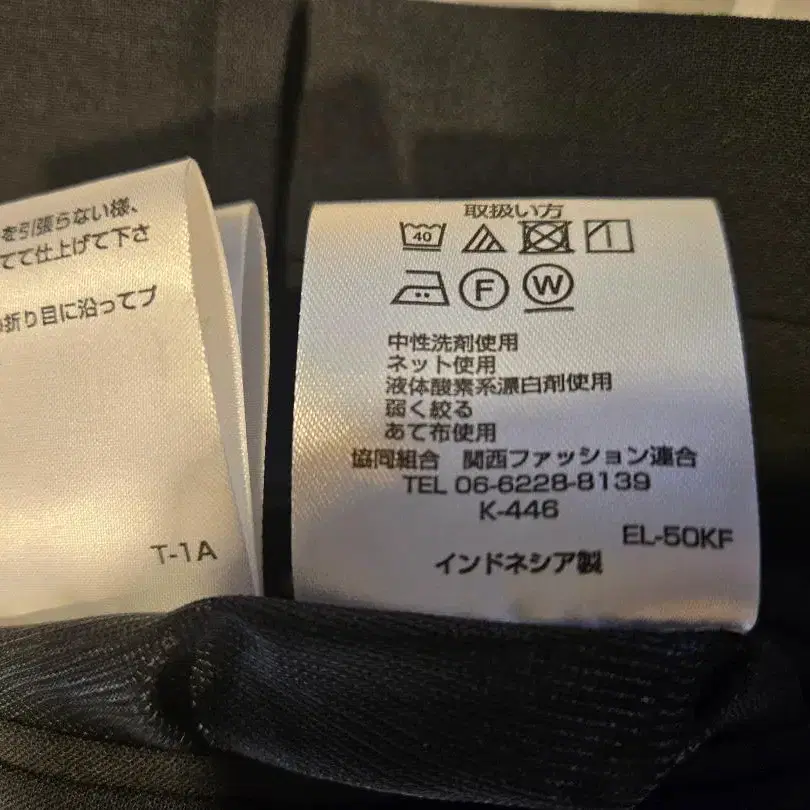 を引張らない様、
てて仕上げて下さ
折り目に沿ってプ
T-1A
取扱い方
40
F W
中性洗剤使用
ネット使用
液体酸素系漂白剤使用
弱く絞る
あて布使用
協同組合 関西ファッション連合
TEL 06-6228-8139
K-446
EL-50KF
インドネシア製